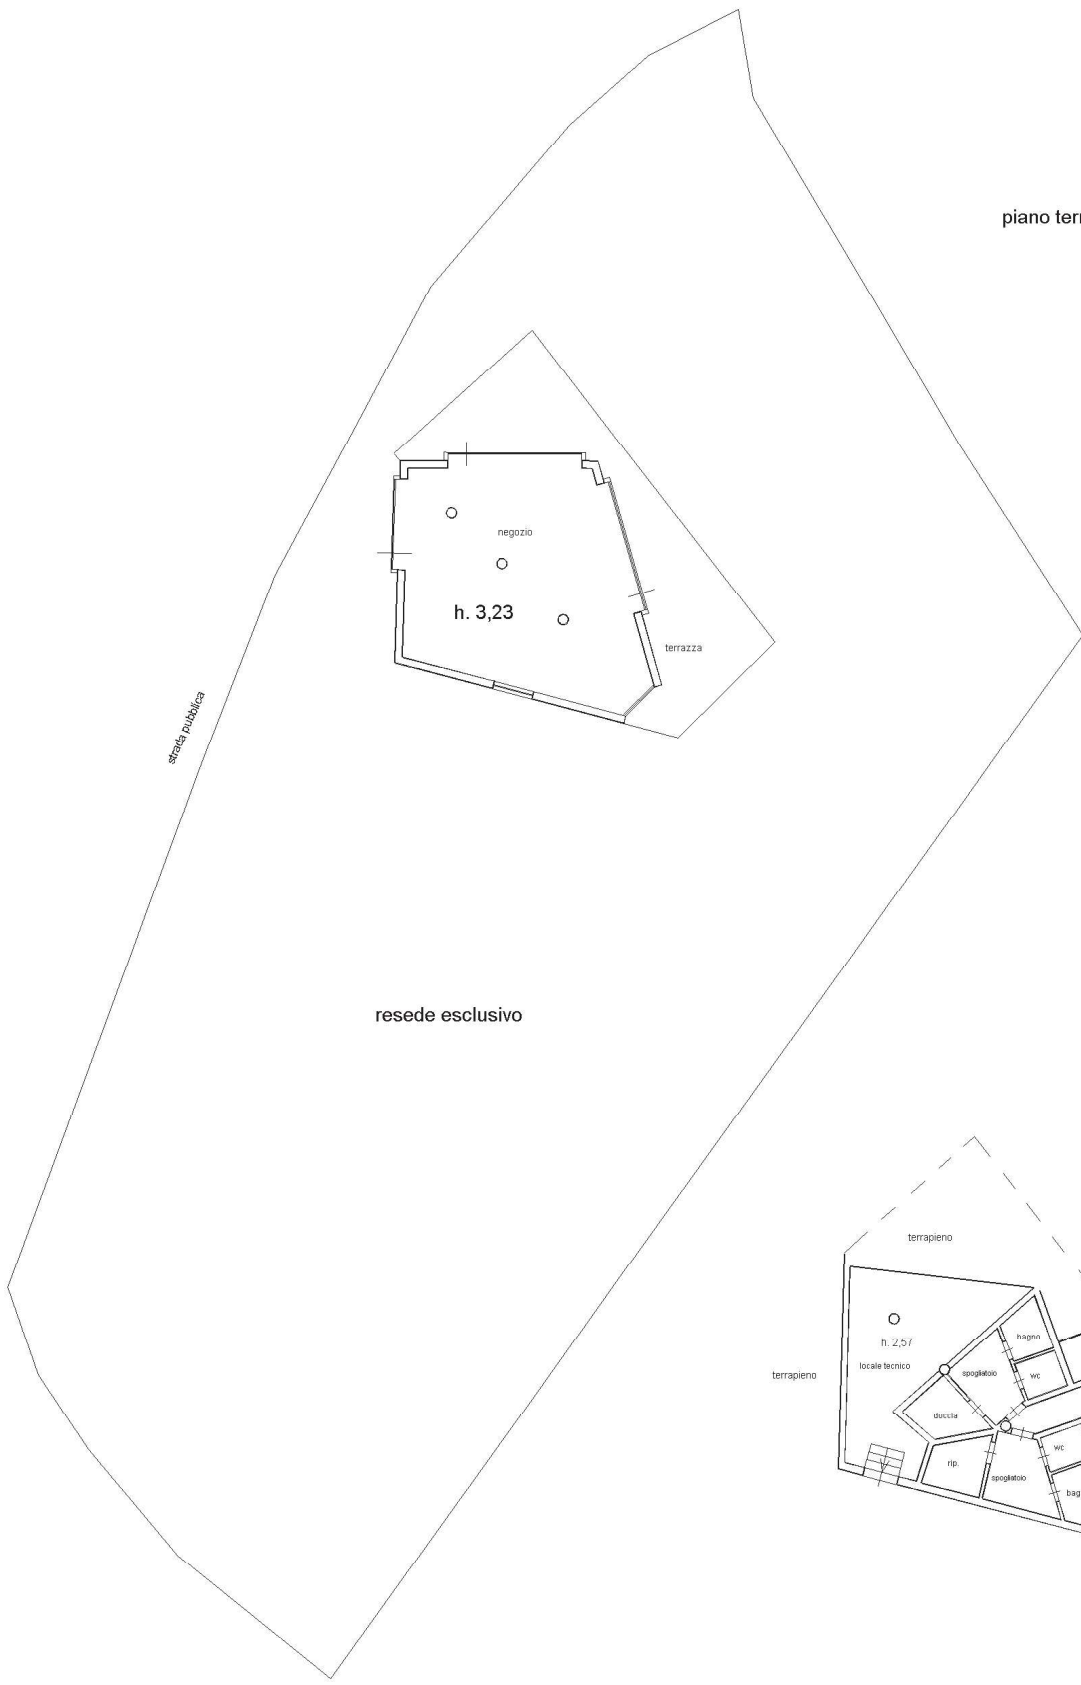 piano terr
negozio
h. 3,23
terrazza
strada pubblica
resede esclusivo
terrapieno
h. 2,57
locale tecnico
terrapieno
bagno
spogliatoio
wc
doccia
wc
rip.
spogliatoio
bag